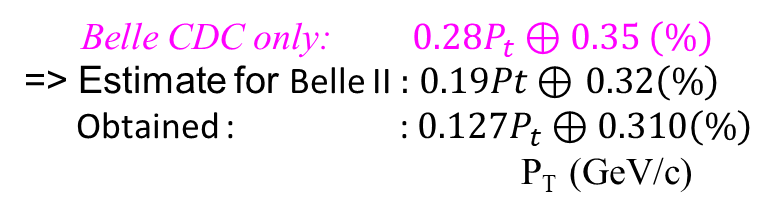 Belle CDC only: 0.28Pₜ ⊕ 0.35 (%)
=> Estimate for Belle II : 0.19Pt ⊕ 0.32(%)
Obtained : : 0.127Pₜ ⊕ 0.310(%)
P_T (GeV/c)